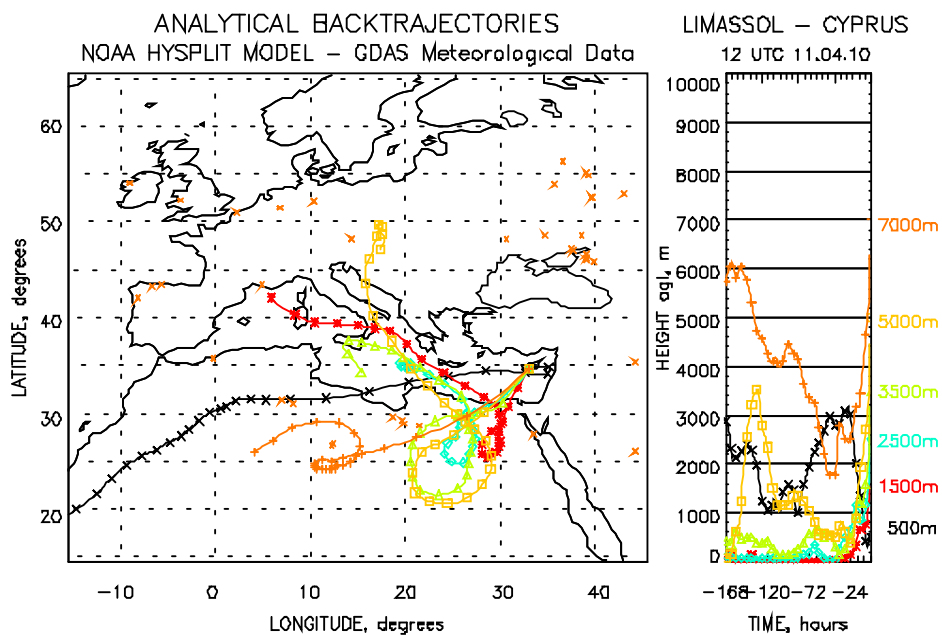 ANALYTICAL BACKTRAJECTORIES
NOAA HYSPLIT MODEL – GDAS Meteorological Data
LIMASSOL – CYPRUS
12 UTC 11.04.10
LATITUDE, degrees
60
50
40
30
20
−10
0
10
20
30
40
LONGITUDE, degrees
HEIGHT agl, m
10000
9000
8000
7000
6000
5000
4000
3000
2000
1000
0
7000m
5000m
3500m
2500m
1500m
500m
−168
−120
−72
−24
TIME, hours